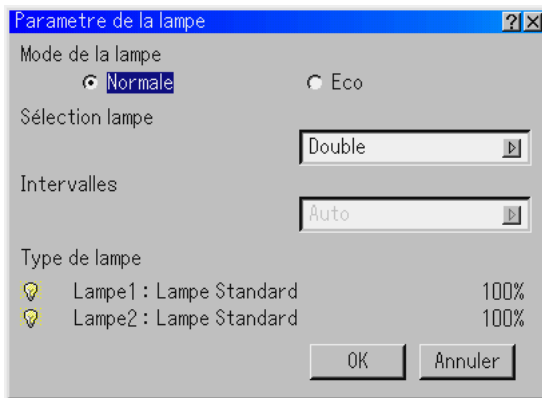 Parametre de la lampe
Mode de la lampe
Normale Eco
Sélection lampe
Double
Intervalles
Auto
Type de lampe
Lampe1 : Lampe Standard 100%
Lampe2 : Lampe Standard 100%
OK Annuler